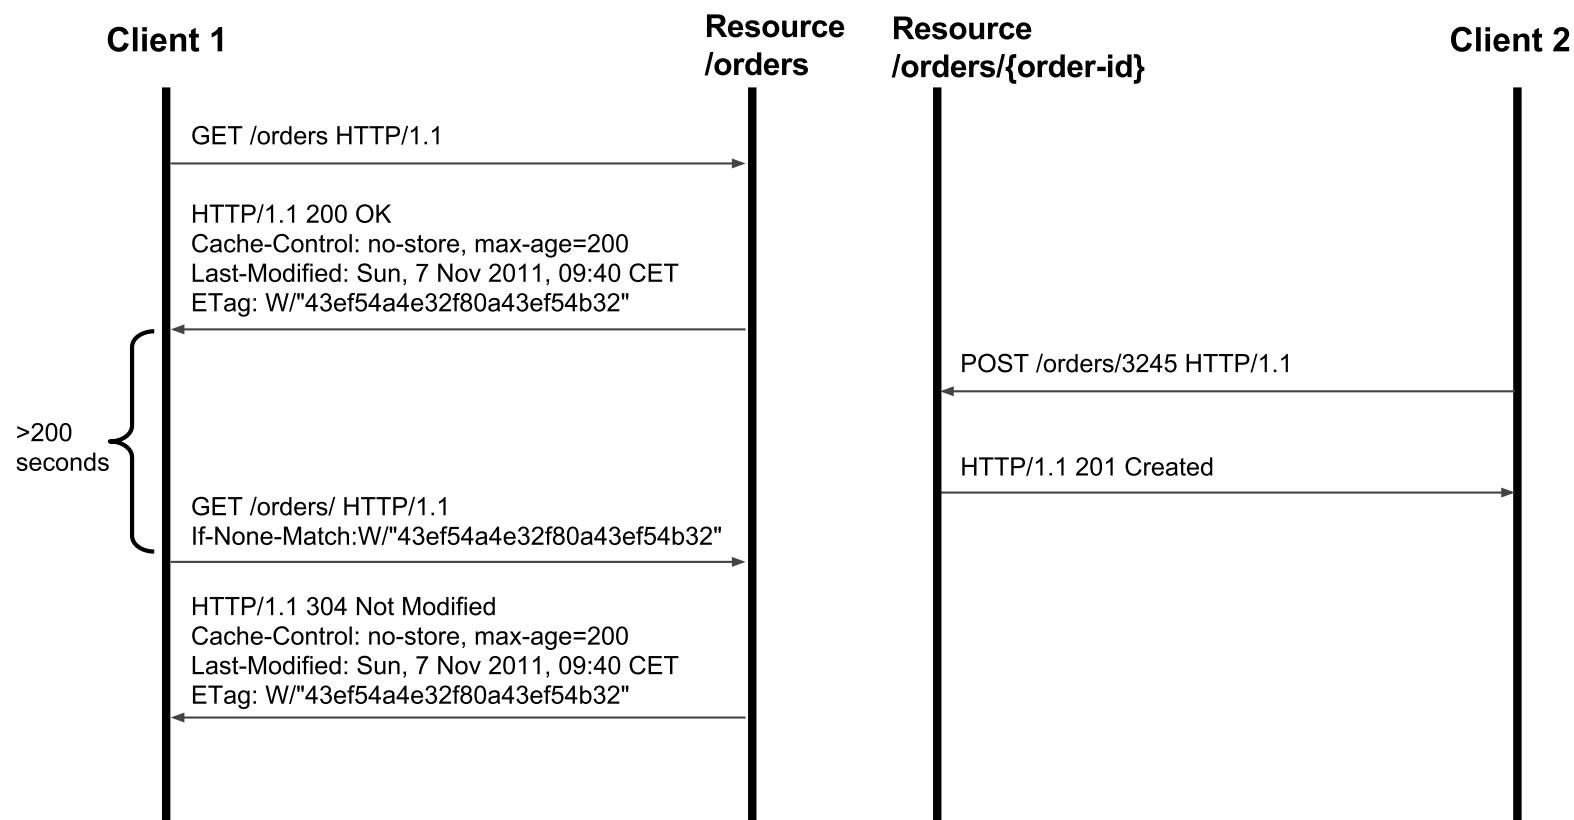 Client 1
Resource
/orders
Resource
/orders/{order-id}
Client 2
GET /orders HTTP/1.1
HTTP/1.1 200 OK
Cache-Control: no-store, max-age=200
Last-Modified: Sun, 7 Nov 2011, 09:40 CET
ETag: W/"43ef54a4e32f80a43ef54b32"
POST /orders/3245 HTTP/1.1
>200
seconds
HTTP/1.1 201 Created
GET /orders/ HTTP/1.1
If-None-Match:W/"43ef54a4e32f80a43ef54b32"
HTTP/1.1 304 Not Modified
Cache-Control: no-store, max-age=200
Last-Modified: Sun, 7 Nov 2011, 09:40 CET
ETag: W/"43ef54a4e32f80a43ef54b32"